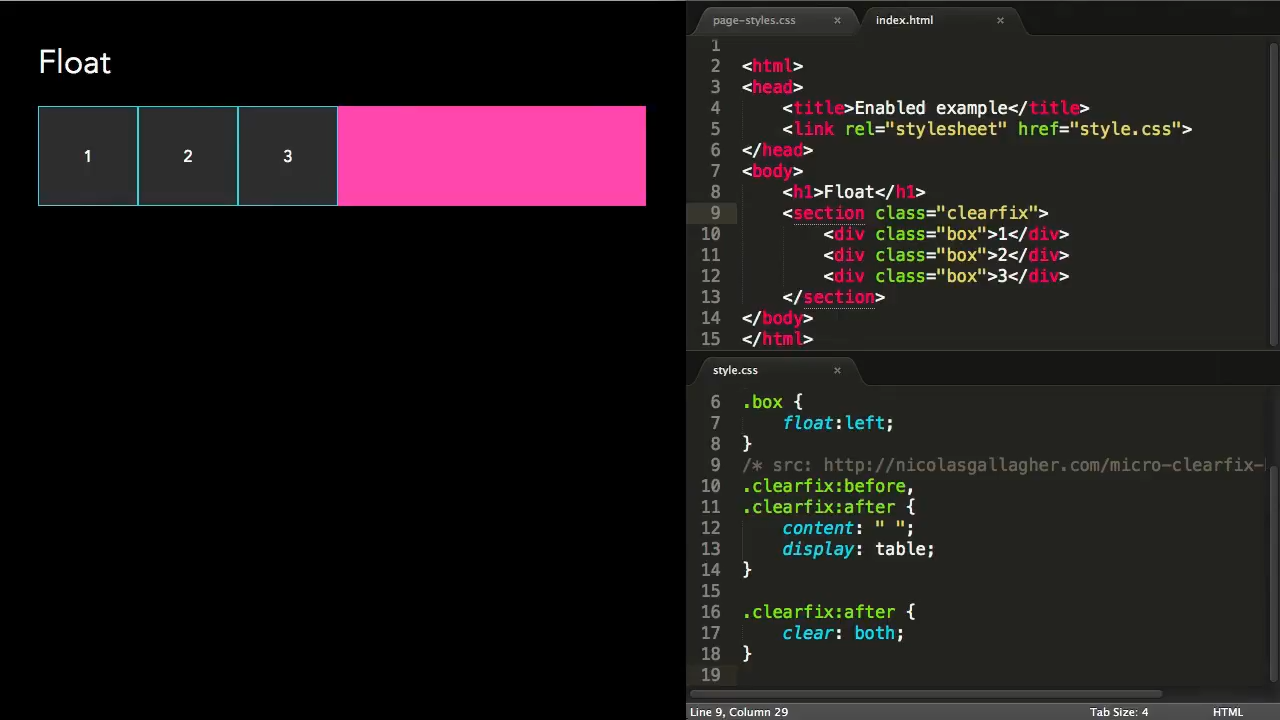 Float
1 2 3
page-styles.css × index.html ×
1
2 <html>
3 <head>
4 <title>Enabled example</title>
5 <link rel="stylesheet" href="style.css">
6 </head>
7 <body>
8 <h1>Float</h1>
9 <section class="clearfix">
10 <div class="box">1</div>
11 <div class="box">2</div>
12 <div class="box">3</div>
13 </section>
14 </body>
15 </html>
style.css ×
6 .box {
7 float:left;
8 }
9 /* src: http://nicolasgallagher.com/micro-clearfix-
10 .clearfix:before,
11 .clearfix:after {
12 content: " ";
13 display: table;
14 }
15
16 .clearfix:after {
17 clear: both;
18 }
19
Line 9, Column 29 Tab Size: 4 HTML